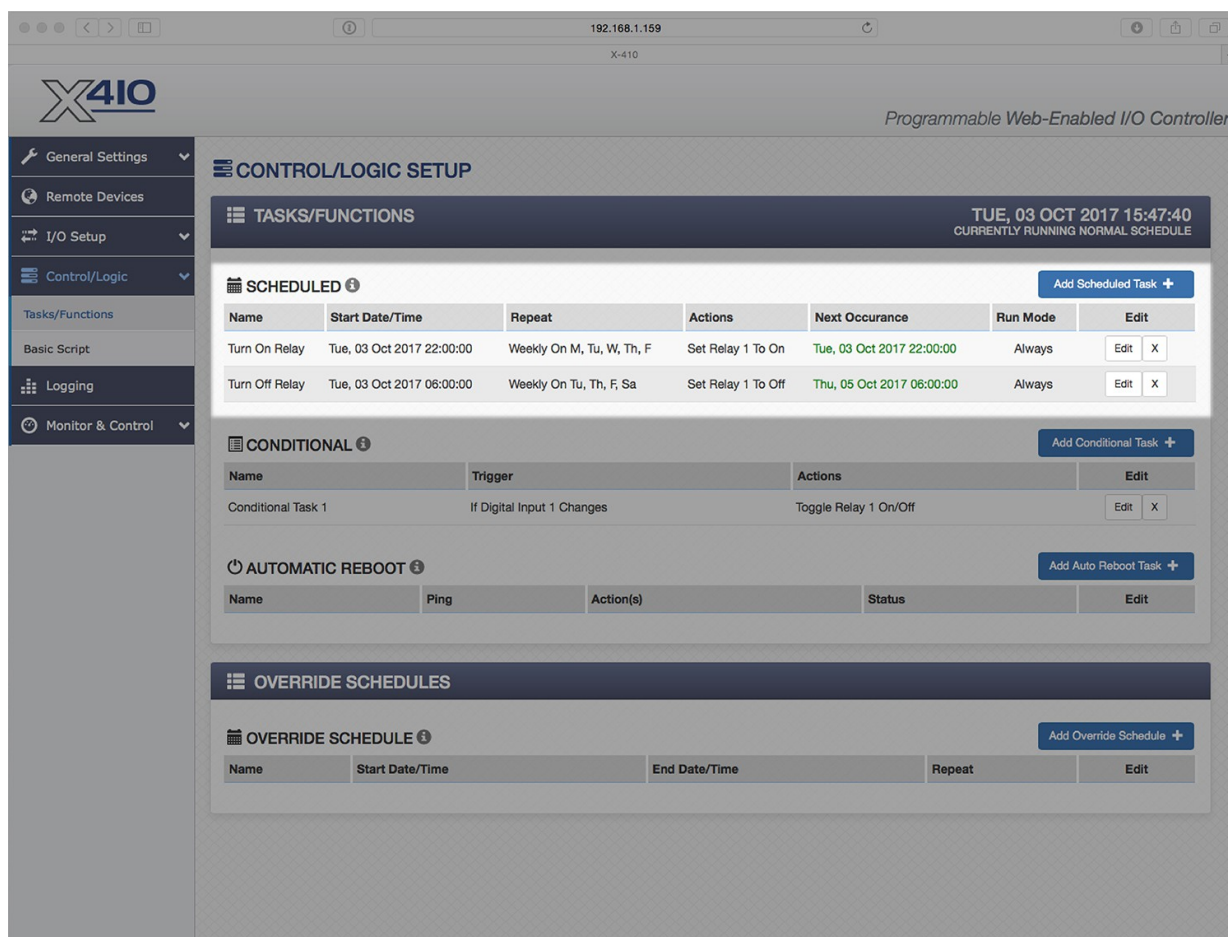 192.168.1.159
X-410
X410
Programmable Web-Enabled I/O Controller
General Settings
Remote Devices
I/O Setup
Control/Logic
Tasks/Functions
Basic Script
Logging
Monitor & Control
CONTROL/LOGIC SETUP
TASKS/FUNCTIONS
TUE, 03 OCT 2017 15:47:40
CURRENTLY RUNNING NORMAL SCHEDULE
SCHEDULED
Add Scheduled Task +
Name Start Date/Time Repeat Actions Next Occurance Run Mode Edit
Turn On Relay Tue, 03 Oct 2017 22:00:00 Weekly On M, Tu, W, Th, F Set Relay 1 To On Tue, 03 Oct 2017 22:00:00 Always Edit X
Turn Off Relay Tue, 03 Oct 2017 06:00:00 Weekly On Tu, Th, F, Sa Set Relay 1 To Off Thu, 05 Oct 2017 06:00:00 Always Edit X
CONDITIONAL
Add Conditional Task +
Name Trigger Actions Edit
Conditional Task 1 If Digital Input 1 Changes Toggle Relay 1 On/Off Edit X
AUTOMATIC REBOOT
Add Auto Reboot Task +
Name Ping Action(s) Status Edit
OVERRIDE SCHEDULES
OVERRIDE SCHEDULE
Add Override Schedule +
Name Start Date/Time End Date/Time Repeat Edit